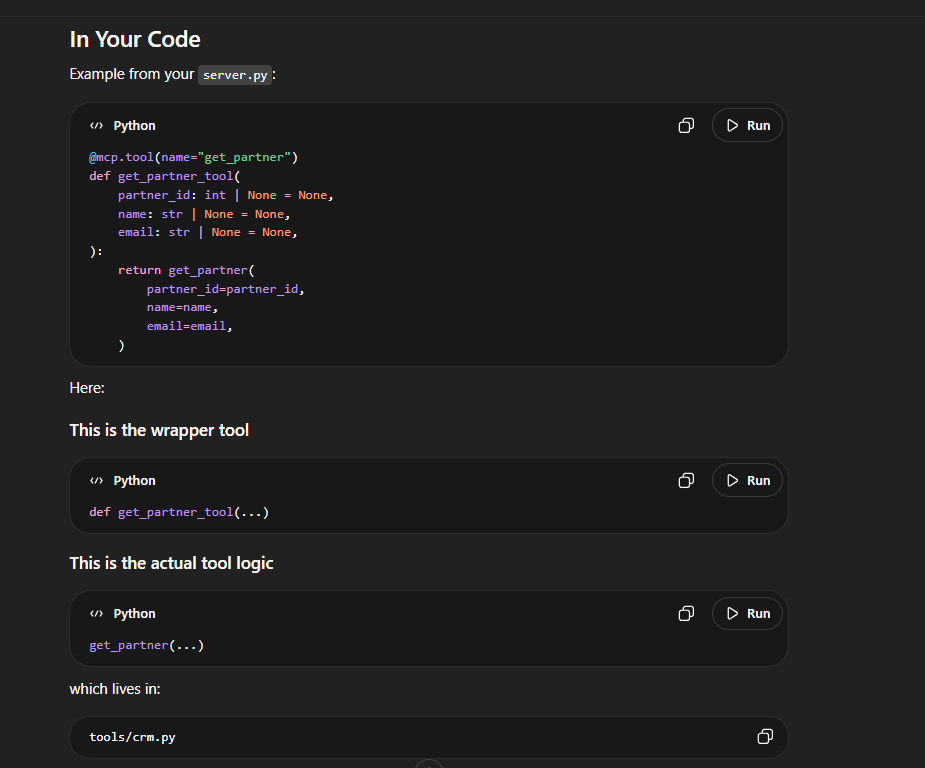 In Your Code
Example from your server.py:
Python
Run
@mcp.tool(name="get_partner")
def get_partner_tool(
    partner_id: int | None = None,
    name: str | None = None,
    email: str | None = None,
):
    return get_partner(
        partner_id=partner_id,
        name=name,
        email=email,
    )
Here:
This is the wrapper tool
Python
Run
def get_partner_tool(...)
This is the actual tool logic
Python
Run
get_partner(...)
which lives in:
tools/crm.py